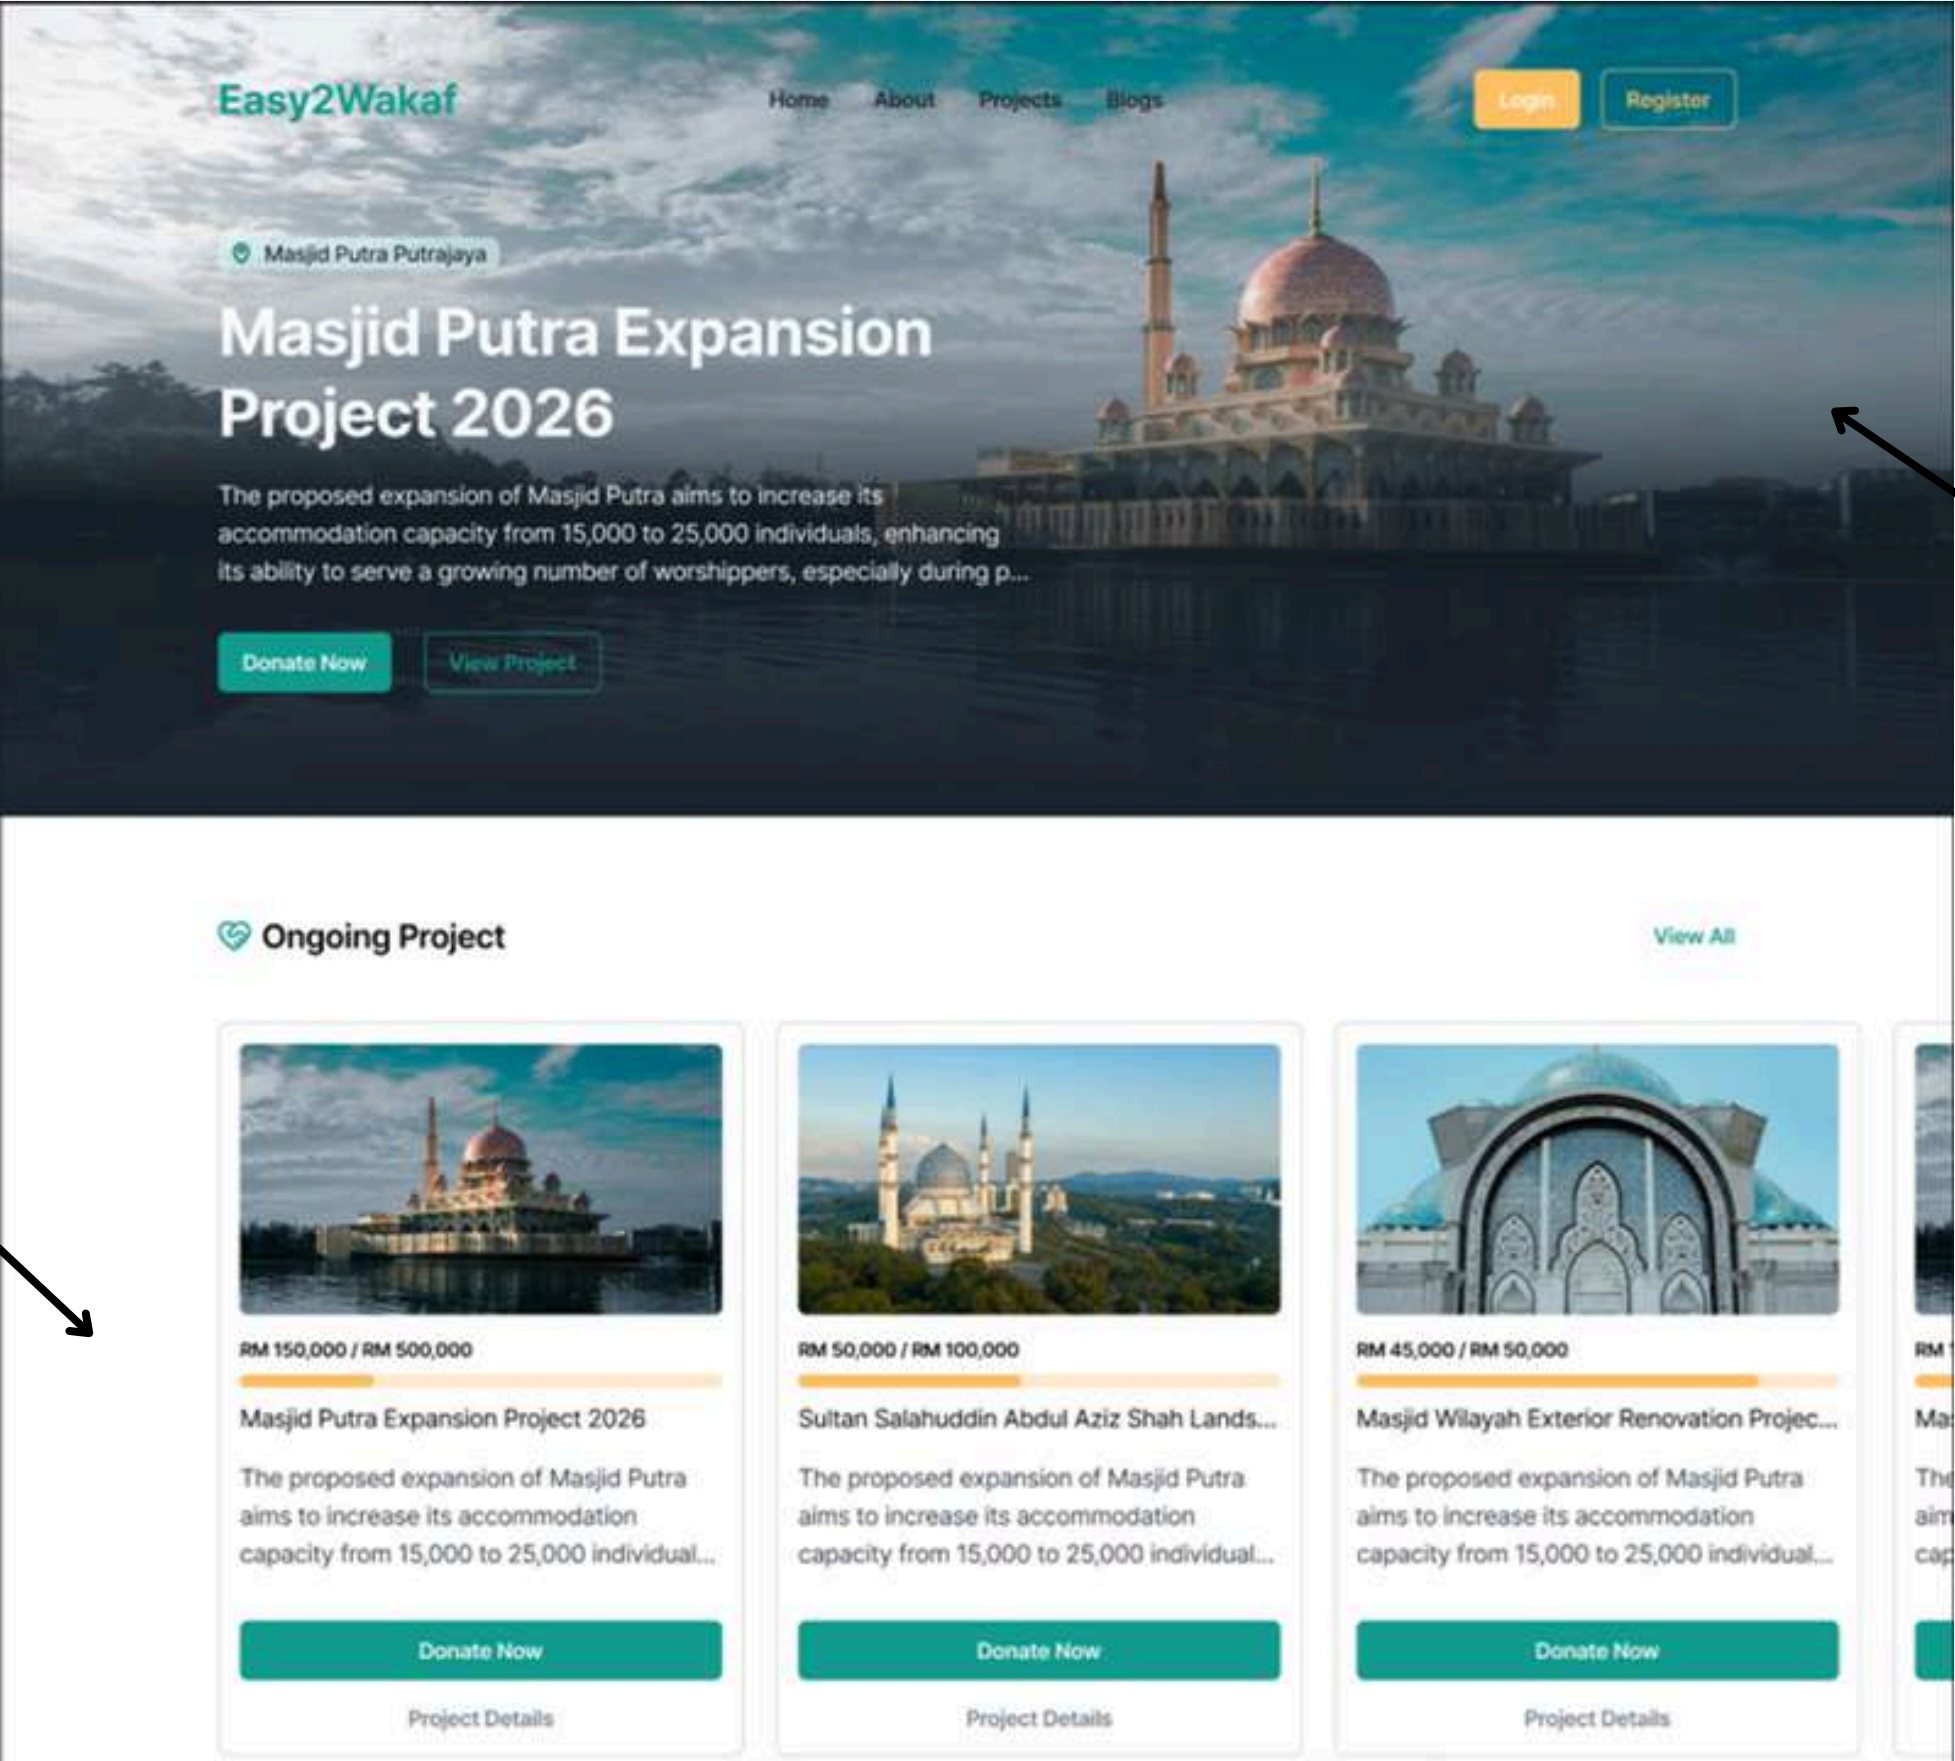 Easy2Wakaf
Home About Projects Blogs
Login Register
Masjid Putra Putrajaya
Masjid Putra Expansion
Project 2026
The proposed expansion of Masjid Putra aims to increase its
accommodation capacity from 15,000 to 25,000 individuals, enhancing
its ability to serve a growing number of worshippers, especially during p...
Donate Now View Project
Ongoing Project
View All
RM 150,000 / RM 500,000
Masjid Putra Expansion Project 2026
The proposed expansion of Masjid Putra
aims to increase its accommodation
capacity from 15,000 to 25,000 individual...
Donate Now
Project Details
RM 50,000 / RM 100,000
Sultan Salahuddin Abdul Aziz Shah Lands...
The proposed expansion of Masjid Putra
aims to increase its accommodation
capacity from 15,000 to 25,000 individual...
Donate Now
Project Details
RM 45,000 / RM 50,000
Masjid Wilayah Exterior Renovation Projec...
The proposed expansion of Masjid Putra
aims to increase its accommodation
capacity from 15,000 to 25,000 individual...
Donate Now
Project Details
RM